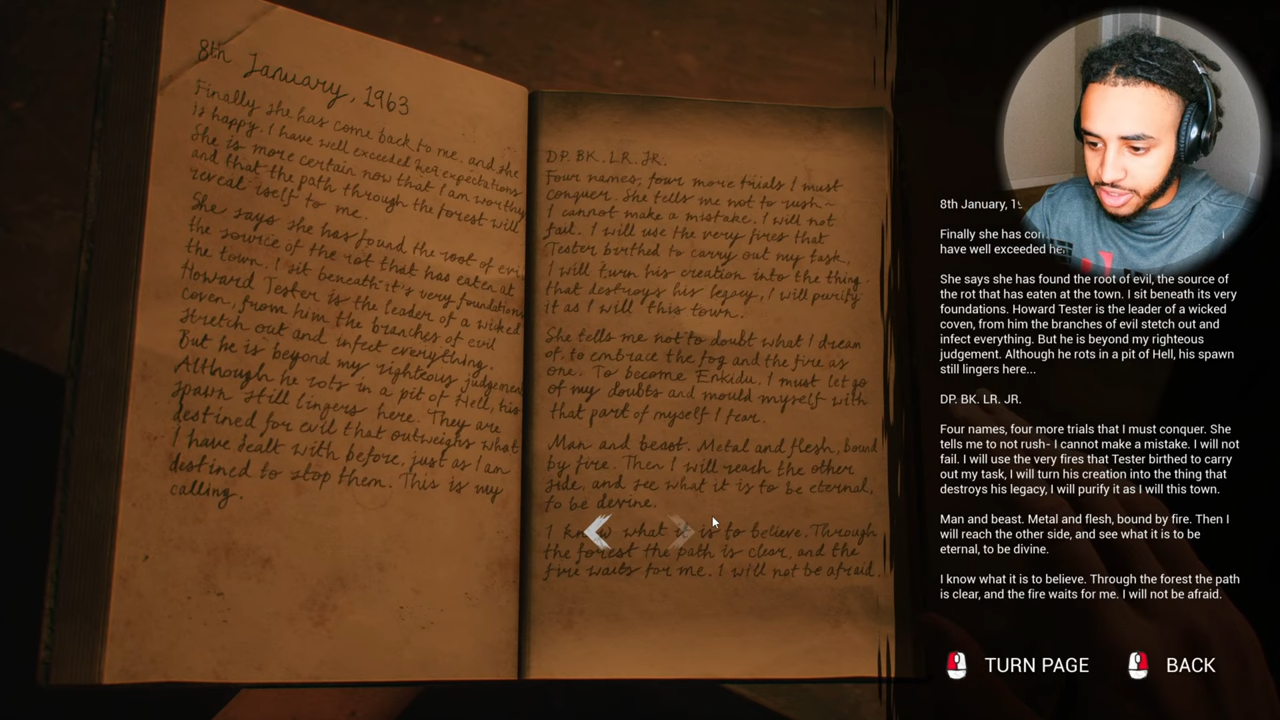 8th January, 1963
Finally she has come back to me, and she
is happy. I have well exceeded her expectations
She is more certain now that I am worthy
and that the path through the forest will
reveal itself to me.
She says she has found the root of evi
the source of the rot that has eaten at
the town. I sit beneath it's very foundations
Howard Tester is the leader of a wicked
coven, from him the branches of evil
stretch out and infect everything.
But he is beyond my righteous judgemen
Although he rots in a pit of Hell, his
spawn still lingers here. They are
destined for evil that outweighs what
I have dealt with before, just as I am
destined to stop them. This is my
calling.
DP. BK. LR. JR.
Four names, four more trials I must
conquer. She tells me not to rush~
I cannot make a mistake. I will not
fail. I will use the very fires that
Tester birthed to carry out my task.
I will turn his creation into the thing
that destroys his legacy, I will purify
it as I will this town.
She tells me not to doubt what I dream
of, to embrace the fog and the fire as
one. To become Enkidu, I must let go
of my doubts and mould myself with
that part of myself I fear.
Man and beast. Metal and flesh, bound
by fire. Then I will reach the other
side, and see what it is to be eternal,
to be devine.
I know what it is to believe. Through
the forest the path is clear, and the
fire waits for me. I will not be afraid.
8th January, 1
Finally she has con
have well exceeded he
She says she has found the root of evil, the source of
the rot that has eaten at the town. I sit beneath its very
foundations. Howard Tester is the leader of a wicked
coven, from him the branches of evil stetch out and
infect everything. But he is beyond my righteous
judgement. Although he rots in a pit of Hell, his spawn
still lingers here...
DP. BK. LR. JR.
Four names, four more trials that I must conquer. She
tells me to not rush- I cannot make a mistake. I will not
fail. I will use the very fires that Tester birthed to carry
out my task, I will turn his creation into the thing that
destroys his legacy, I will purify it as I will this town.
Man and beast. Metal and flesh, bound by fire. Then I
will reach the other side, and see what it is to be
eternal, to be divine.
I know what it is to believe. Through the forest the path
is clear, and the fire waits for me. I will not be afraid.
TURN PAGE
BACK